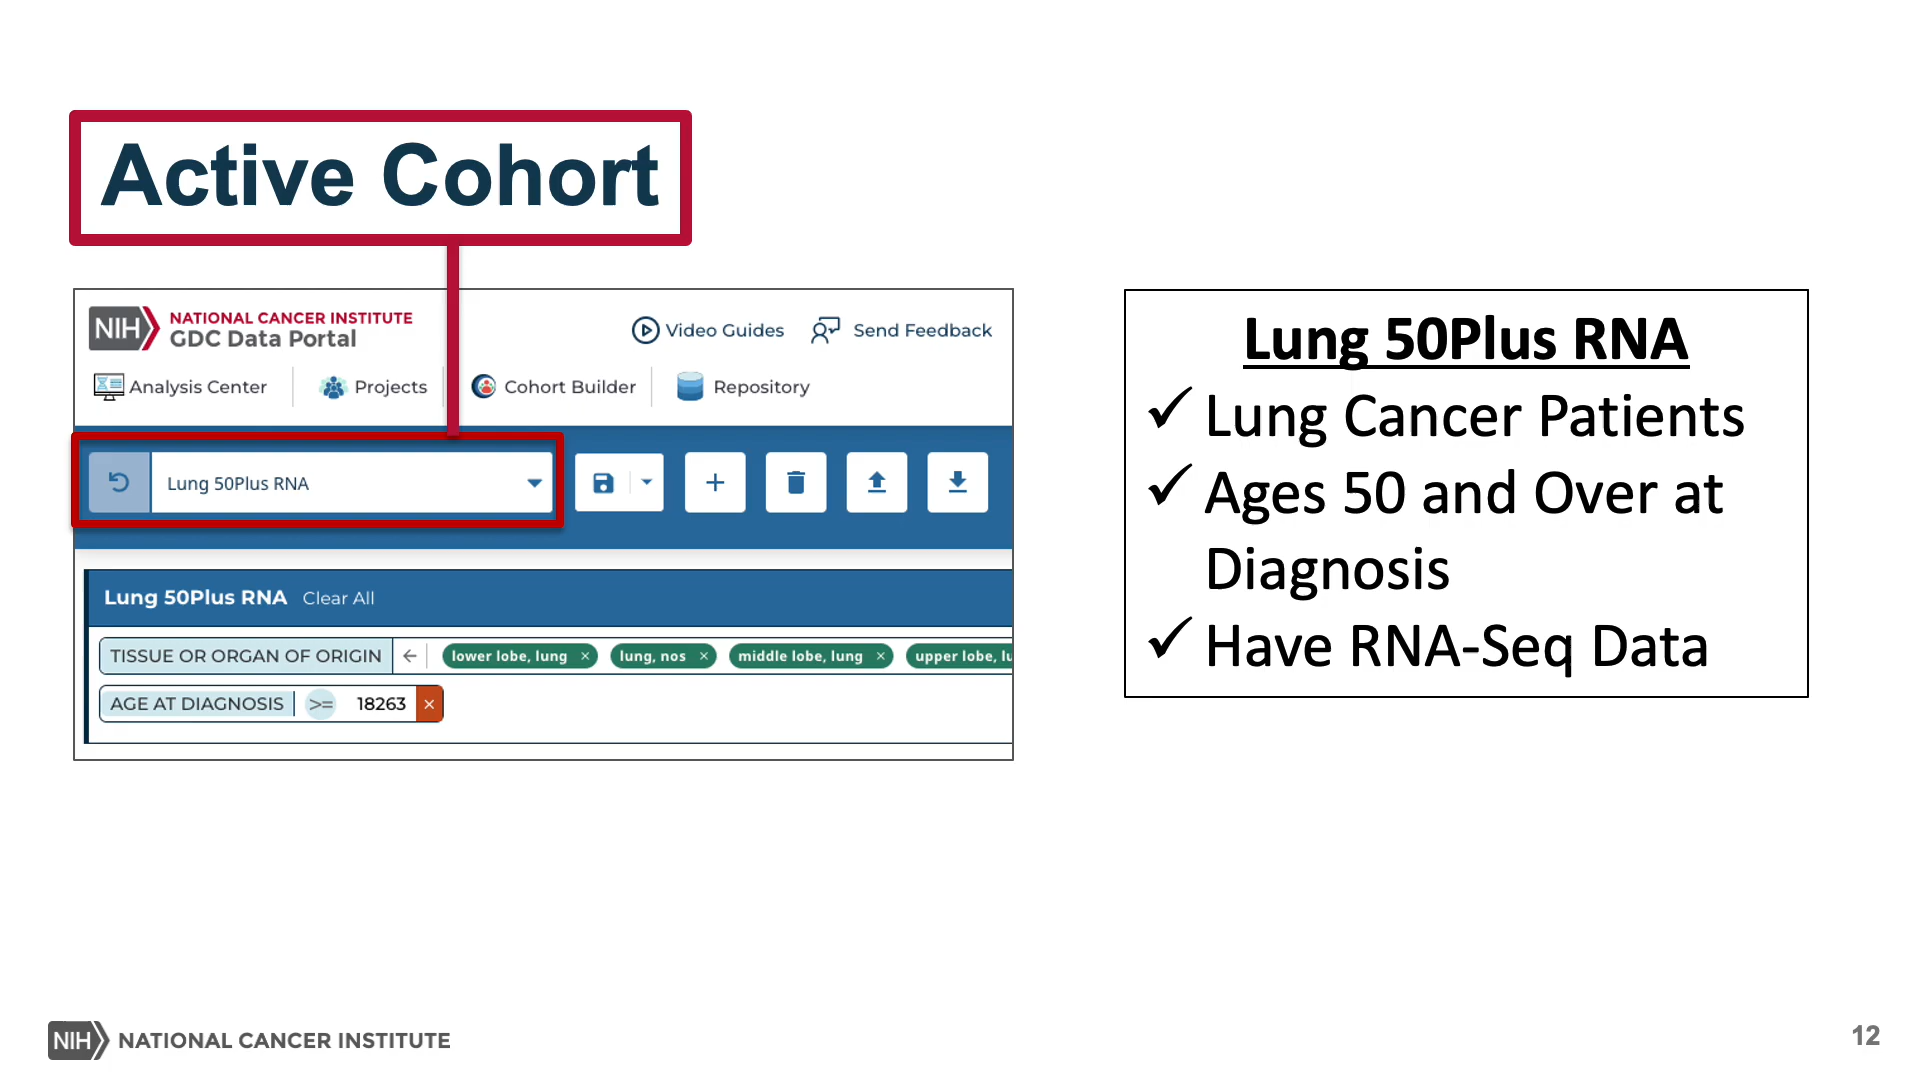 Active Cohort
NIH NATIONAL CANCER INSTITUTE
GDC Data Portal
Video Guides Send Feedback
Analysis Center Projects Cohort Builder Repository
Lung 50Plus RNA
Lung 50Plus RNA Clear All
TISSUE OR ORGAN OF ORIGIN lower lobe, lung × lung, nos × middle lobe, lung × upper lobe,
AGE AT DIAGNOSIS >= 18263 ×
Lung 50Plus RNA
✓ Lung Cancer Patients
✓ Ages 50 and Over at
Diagnosis
✓ Have RNA-Seq Data
NIH NATIONAL CANCER INSTITUTE
12